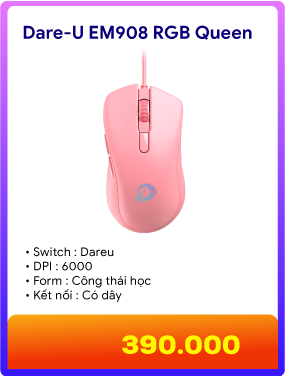 Dare-U EM908 RGB Queen
• Switch : Dareu
• DPI : 6000
• Form : Công thái học
• Kết nối : Có dây
390.000